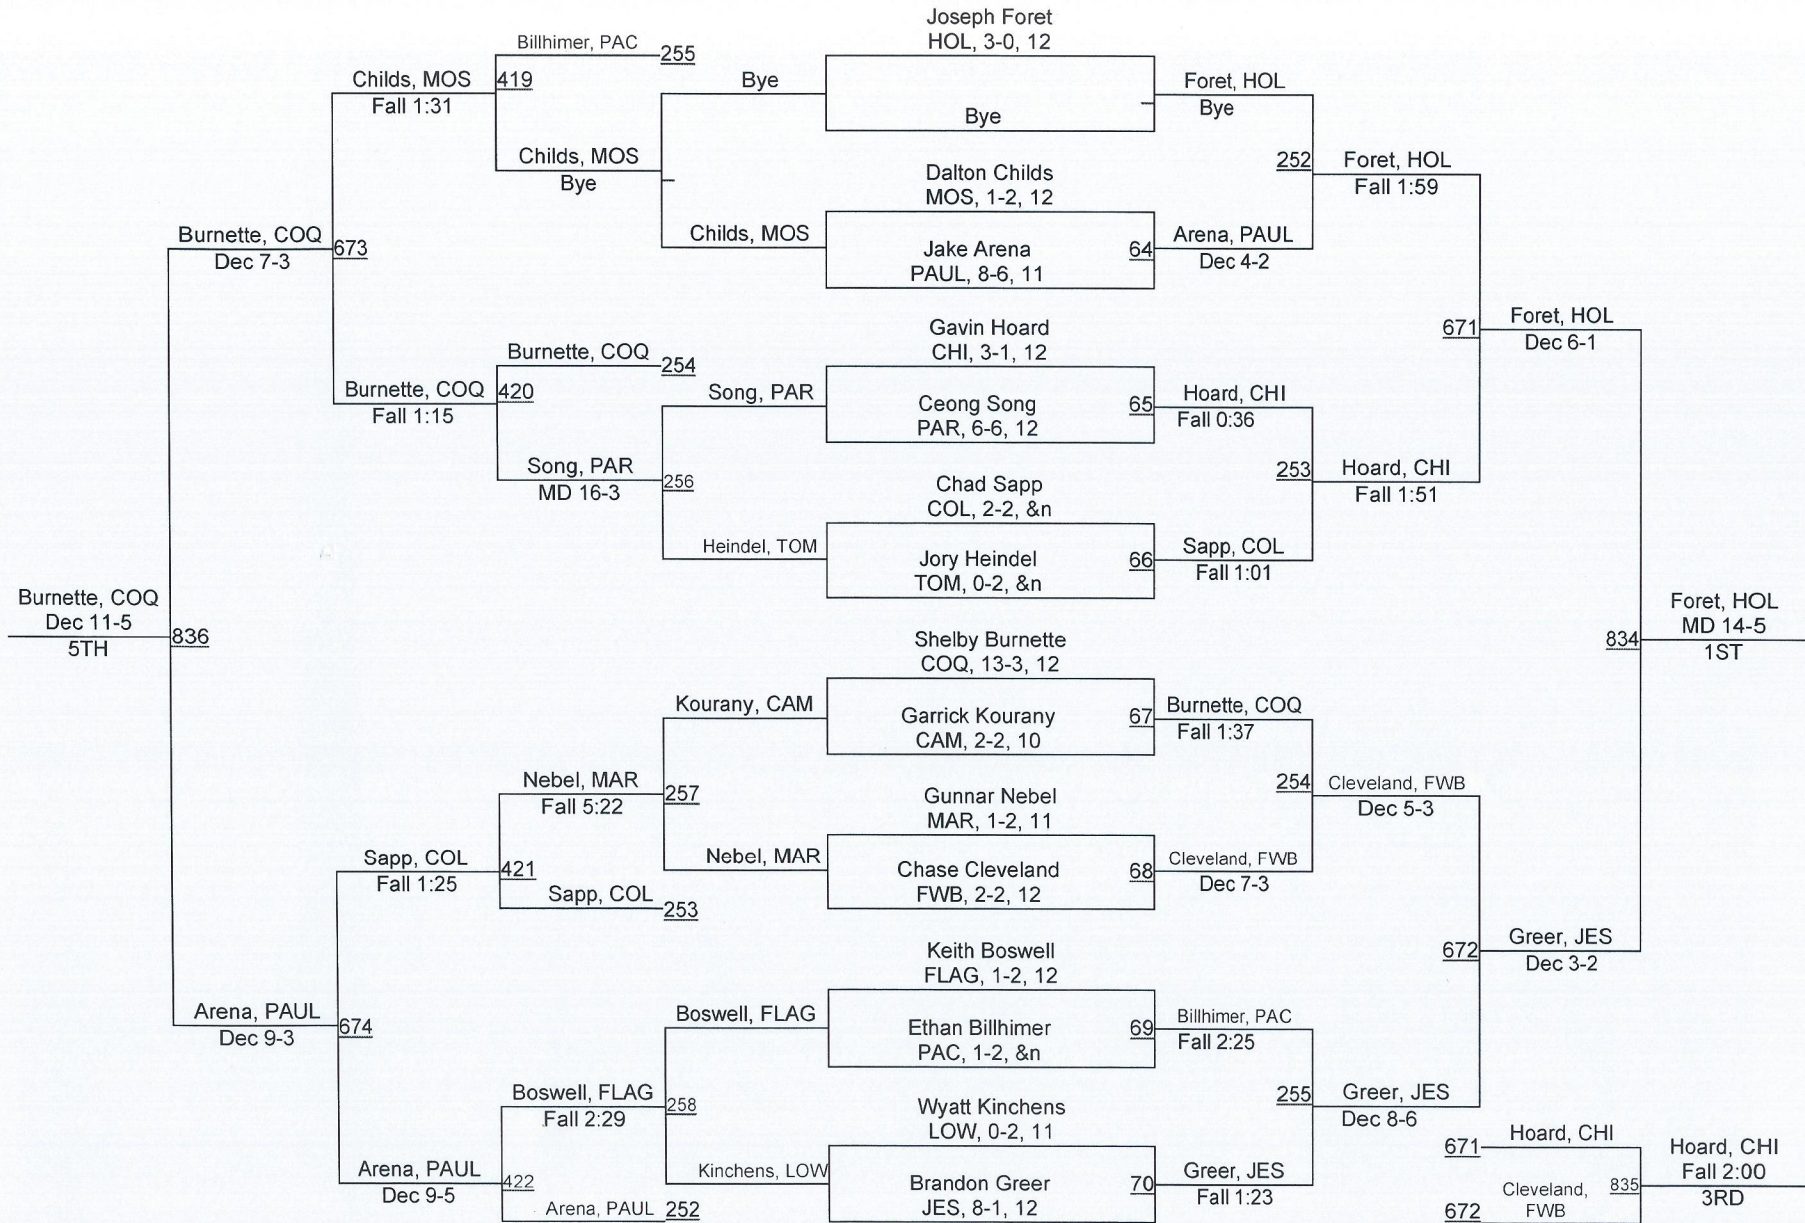 Joseph Foret
HOL, 3-0, 12
Bye
Dalton Childs
MOS, 1-2, 12
Jake Arena
PAUL, 8-6, 11
64
Gavin Hoard
CHI, 3-1, 12
Ceong Song
PAR, 6-6, 12
65
Chad Sapp
COL, 2-2, &n
Jory Heindel
TOM, 0-2, &n
66
Shelby Burnette
COQ, 13-3, 12
Garrick Kourany
CAM, 2-2, 10
67
Gunnar Nebel
MAR, 1-2, 11
Chase Cleveland
FWB, 2-2, 12
68
Keith Boswell
FLAG, 1-2, 12
Ethan Billhimer
PAC, 1-2, &n
69
Wyatt Kinchens
LOW, 0-2, 11
Brandon Greer
JES, 8-1, 12
70
Foret, HOL
Bye
252
Arena, PAUL
Dec 4-2
Hoard, CHI
Fall 0:36
253
Sapp, COL
Fall 1:01
Burnette, COQ
Fall 1:37
254
Cleveland, FWB
Dec 7-3
Billhimer, PAC
Fall 2:25
255
Greer, JES
Fall 1:23
Foret, HOL
Fall 1:59
671
Hoard, CHI
Fall 1:51
Cleveland, FWB
Dec 5-3
672
Greer, JES
Dec 8-6
Foret, HOL
Dec 6-1
834
Greer, JES
Dec 3-2
Foret, HOL
MD 14-5
1ST
671
Hoard, CHI
672
Cleveland,
FWB
835
Hoard, CHI
Fall 2:00
3RD
Bye
Childs, MOS
Song, PAR
256
Heindel, TOM
Kourany, CAM
257
Nebel, MAR
Boswell, FLAG
258
Kinchens, LOW
Billhimer, PAC
255
419
Childs, MOS
Bye
Burnette, COQ
254
420
Song, PAR
MD 16-3
Nebel, MAR
Fall 5:22
421
Sapp, COL
253
Boswell, FLAG
Fall 2:29
422
Arena, PAUL
252
Childs, MOS
Fall 1:31
673
Burnette, COQ
Fall 1:15
Sapp, COL
Fall 1:25
674
Arena, PAUL
Dec 9-5
Burnette, COQ
Dec 7-3
836
Arena, PAUL
Dec 9-3
Burnette, COQ
Dec 11-5
5TH